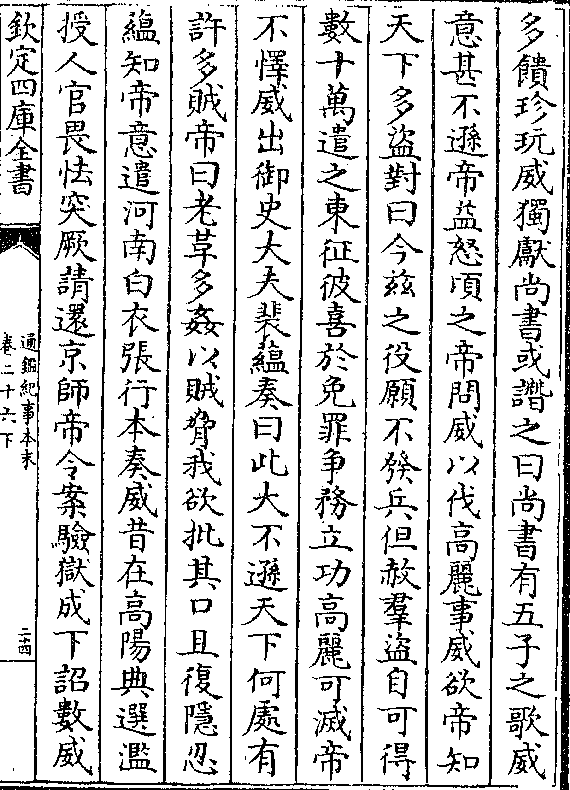 多饋珍玩威獨獻尚書或譖之曰尚書有五子之歌威
意甚不遜帝益怒頃之帝問威以伐高麗事威欲帝知
天下多盜對曰今兹之役願不發兵但赦羣盜自可得
數十萬遣之東征彼喜於免罪爭務立功高麗可滅帝
不懌威出御史大夫裴蘊奏曰此大不遜天下何處有
許多賊帝曰老革多姦以賊脅我欲批其口且復隱忍
蘊知帝意遣河南白衣張行本奏威昔在高陽典選濫
授人官畏怯突厥請還京師帝令案驗獄成下詔數威
欽定四庫全書
通鑑紀事本末
卷二十六下
二十四